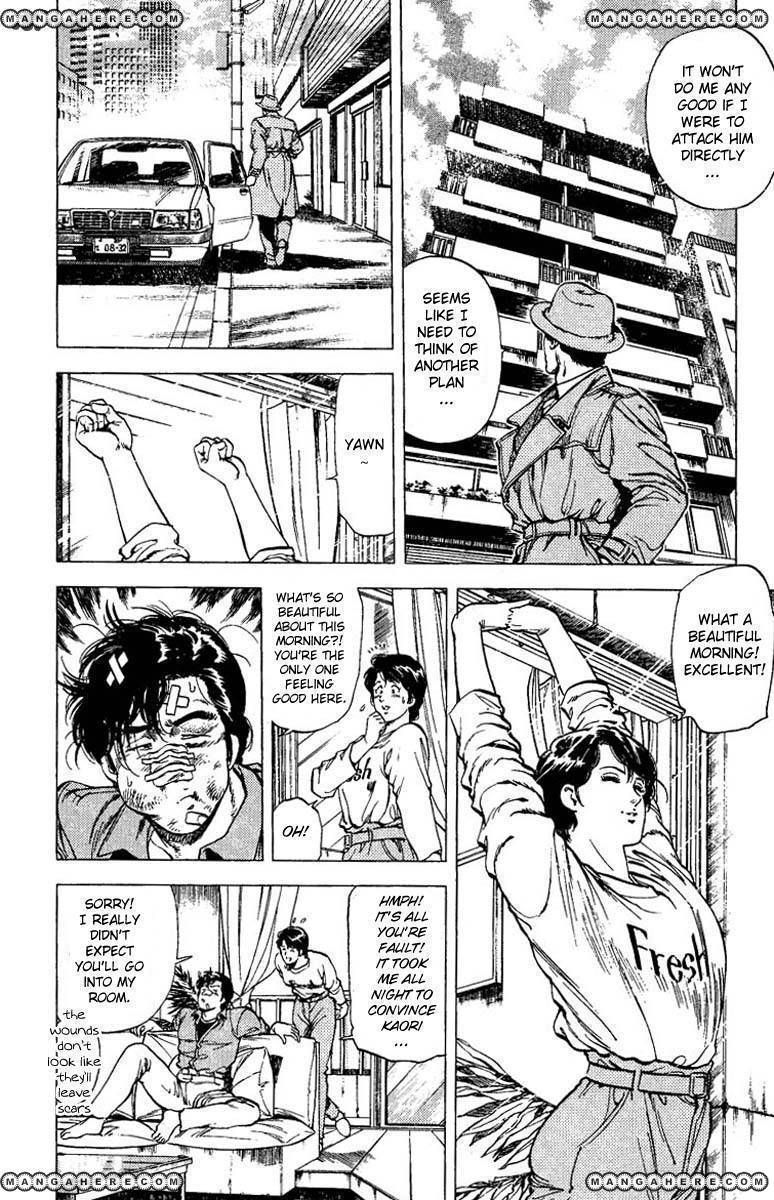 MANGAHERE.COM
MANGAHERE.COM
IT WON'T
DO ME ANY
GOOD IF I
WERE TO
ATTACK HIM
DIRECTLY
...
SEEMS
LIKE I
NEED TO
THINK OF
ANOTHER
PLAN
...
08-32
YAWN
~
WHAT A
BEAUTIFUL
MORNING!
EXCELLENT!
Fresh
WHAT'S SO
BEAUTIFUL
ABOUT THIS
MORNING?!
YOU'RE THE
ONLY ONE
FEELING
GOOD HERE.
OH!
esh
HMPH!
IT'S ALL
YOU'RE
FAULT!
IT TOOK
ME ALL
NIGHT TO
CONVINCE
KAORI
...
SORRY!
I REALLY
DIDN'T
EXPECT
YOU'LL GO
INTO MY
ROOM.
the
wounds
don't
look like
they'll
leave
scars
MANGAHERE.COM
MANGAHERE.COM